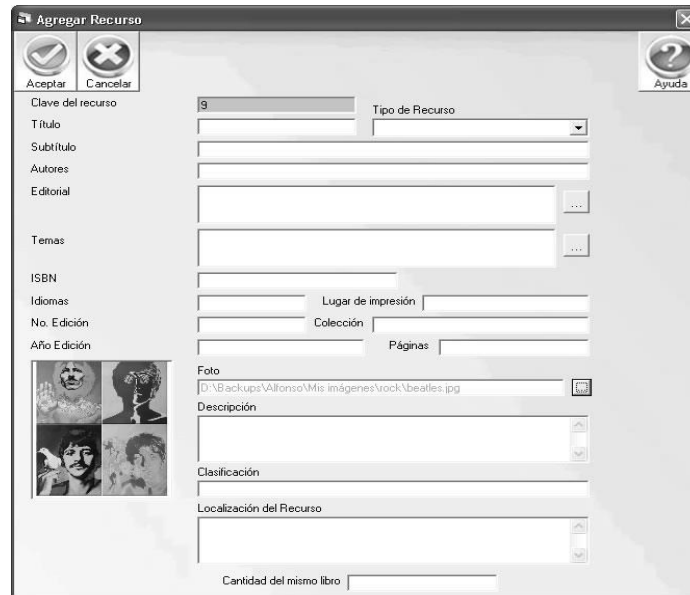 Agregar Recurso
Aceptar Cancelar Ayuda
Clave del recurso 9 Tipo de Recurso
Título
Subtítulo
Autores
Editorial ...
Temas ...
ISBN
Idiomas Lugar de impresión
No. Edición Colección
Año Edición Páginas
Foto
D:\Backups\Alfonso\Mis imágenes\rock\beatles.jpg
Descripción
Clasificación
Localización del Recurso
Cantidad del mismo libro